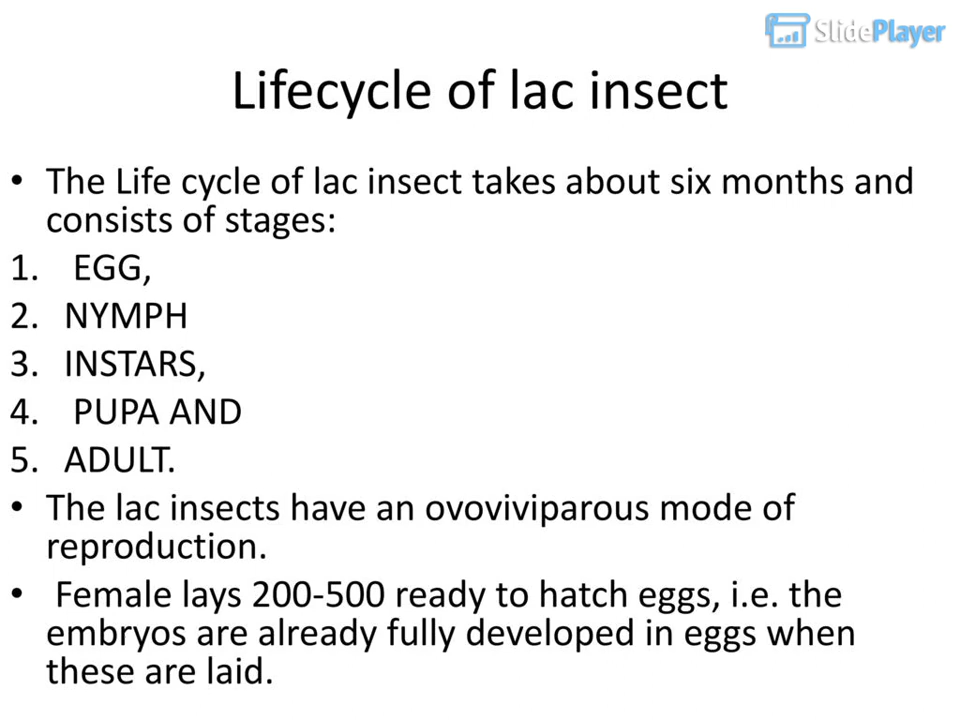 SlidePlayer
Lifecycle of lac insect
• The Life cycle of lac insect takes about six months and
consists of stages:
1. EGG,
2. NYMPH
3. INSTARS,
4. PUPA AND
5. ADULT.
• The lac insects have an ovoviviparous mode of
reproduction.
• Female lays 200-500 ready to hatch eggs, i.e. the
embryos are already fully developed in eggs when
these are laid.